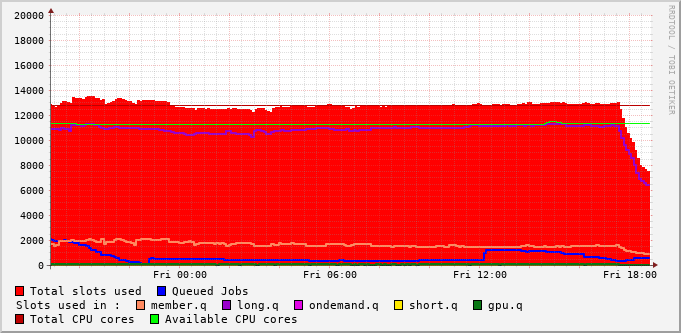 20000
18000
16000
14000
12000
10000
8000
6000
4000
2000
0
Fri 00:00 Fri 06:00 Fri 12:00 Fri 18:00
RRDTOOL / TOBI OETIKER
Total slots used Queued Jobs
Slots used in : member.q long.q ondemand.q short.q gpu.q
Total CPU cores Available CPU cores